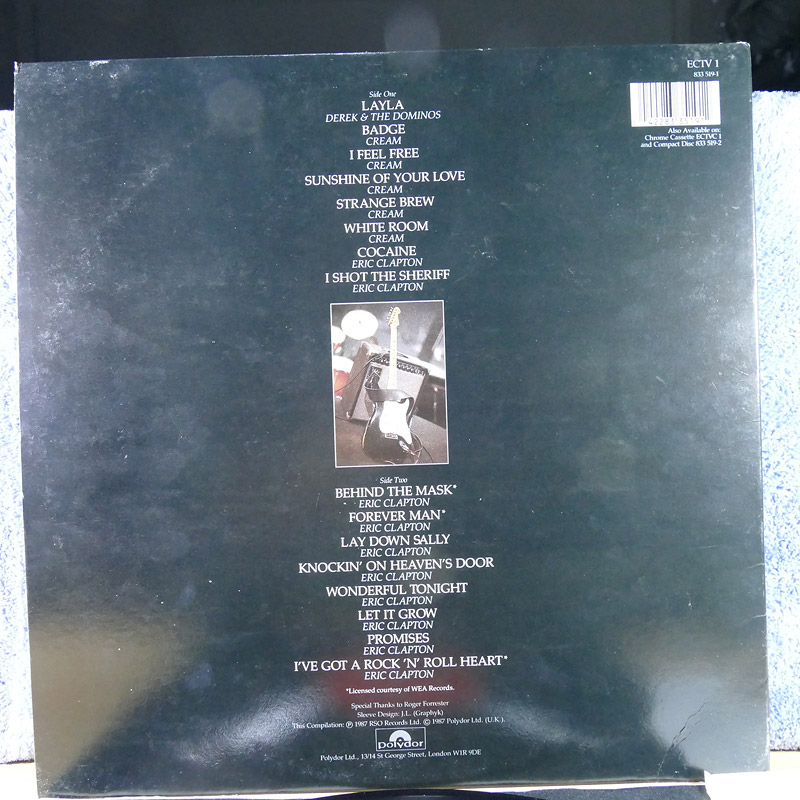 ECTV 1
833 519-1
Also Available on:
Chrome Cassette ECTVC 1
and Compact Disc 833 519-2
Side One
LAYLA
DEREK & THE DOMINOS
BADGE
CREAM
I FEEL FREE
CREAM
SUNSHINE OF YOUR LOVE
CREAM
STRANGE BREW
CREAM
WHITE ROOM
CREAM
COCAINE
ERIC CLAPTON
I SHOT THE SHERIFF
ERIC CLAPTON
Side Two
BEHIND THE MASK*
ERIC CLAPTON
FOREVER MAN*
ERIC CLAPTON
LAY DOWN SALLY
ERIC CLAPTON
KNOCKIN' ON HEAVEN'S DOOR
ERIC CLAPTON
WONDERFUL TONIGHT
ERIC CLAPTON
LET IT GROW
ERIC CLAPTON
PROMISES
ERIC CLAPTON
I'VE GOT A ROCK 'N' ROLL HEART*
ERIC CLAPTON
*Licensed courtesy of WEA Records.
Special Thanks to Roger Forrester
Sleeve Design: J.L. (Graphyk)
This Compilation: ℗ 1987 RSO Records Ltd. © 1987 Polydor Ltd. (U.K.).
polydor
Polydor Ltd., 13/14 St George Street, London W1R 9DE